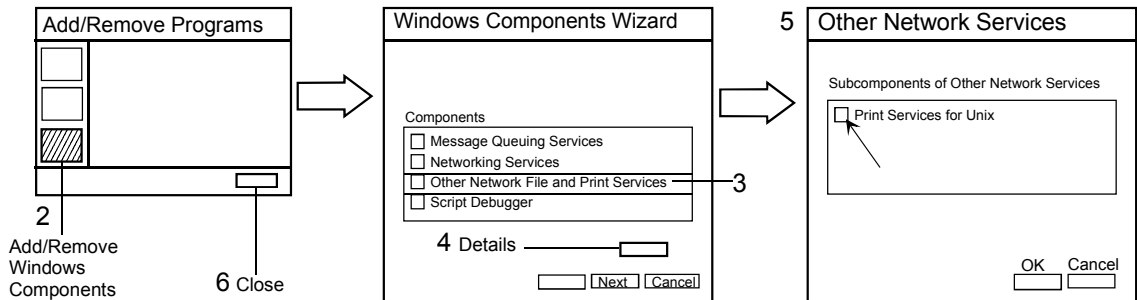 Add/Remove Programs
2
Add/Remove
Windows
Components
6 Close
Windows Components Wizard
Components
Message Queuing Services
Networking Services
Other Network File and Print Services
3
Script Debugger
4 Details
Next
Cancel
5
Other Network Services
Subcomponents of Other Network Services
Print Services for Unix
OK
Cancel